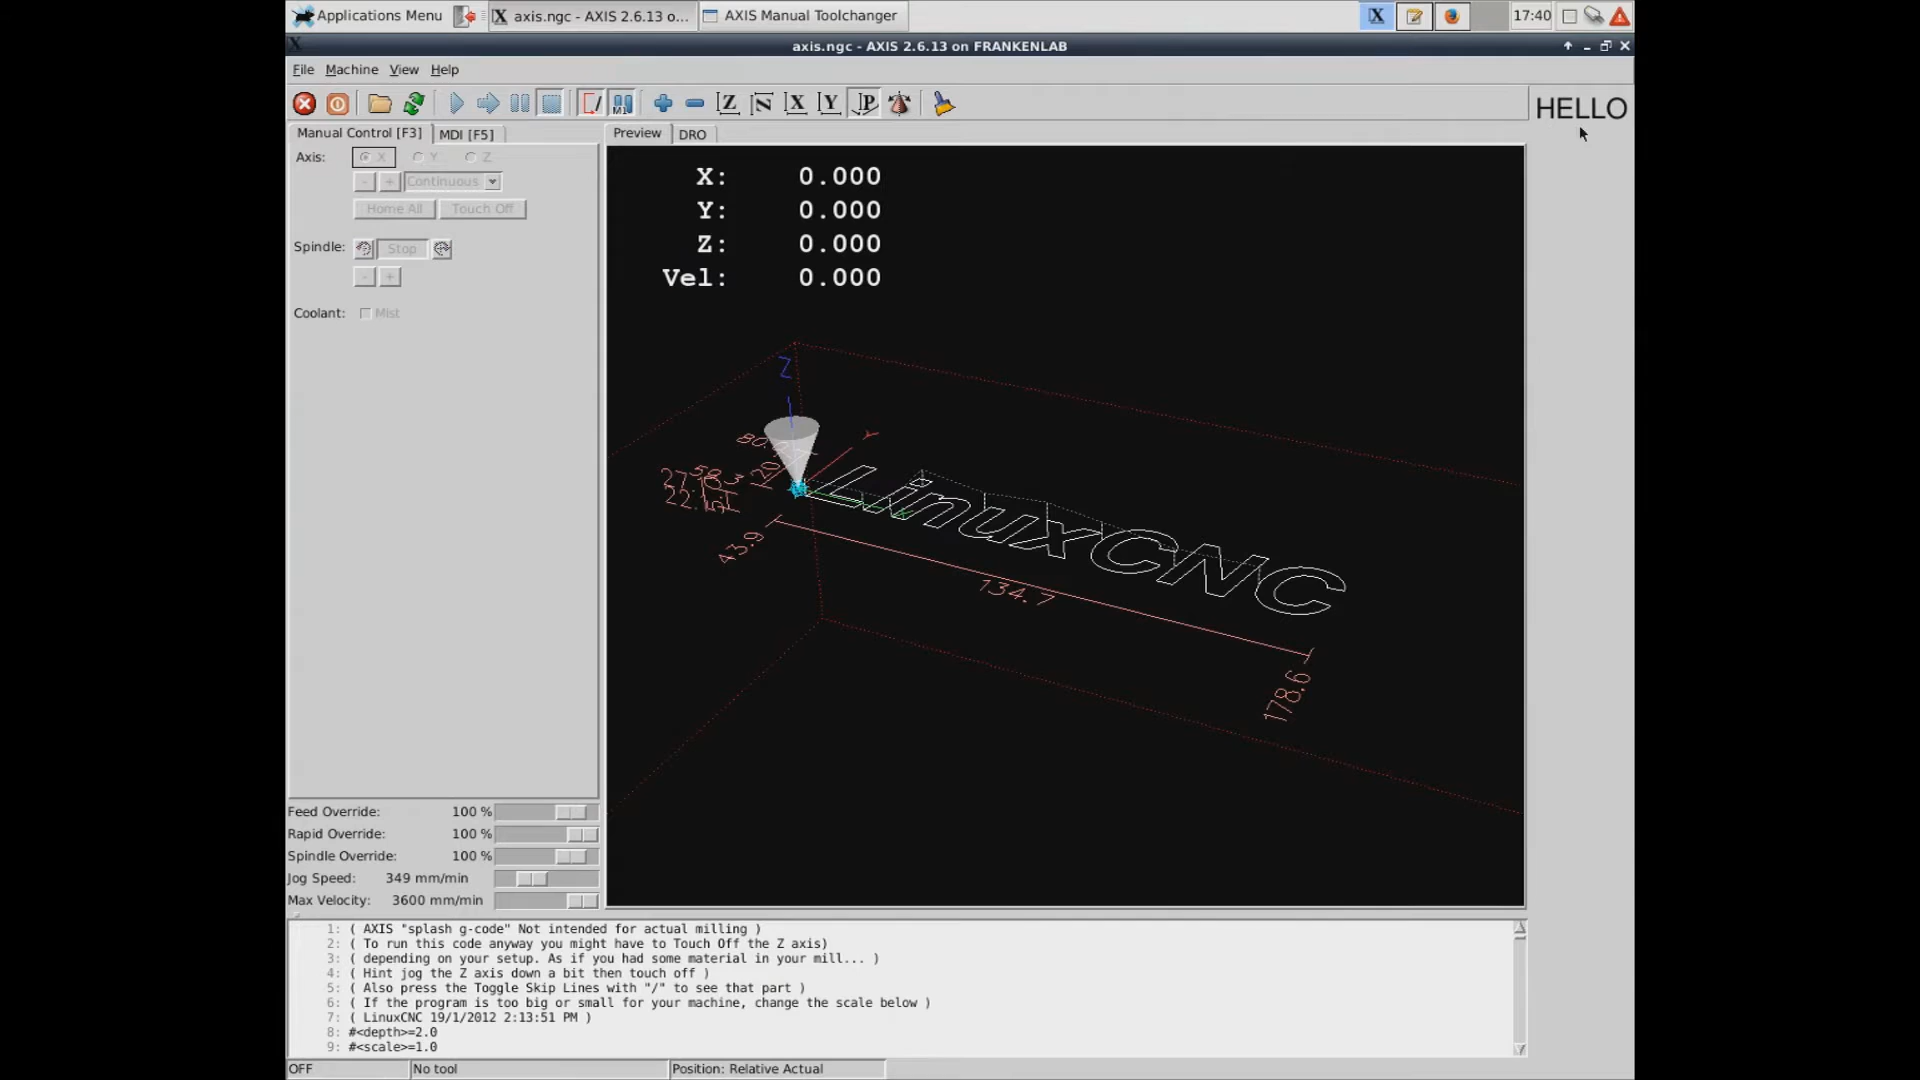 Applications Menu
axis.ngc - AXIS 2.6.13 o...
AXIS Manual Toolchanger
17:40
axis.ngc - AXIS 2.6.13 on FRANKENLAB
File Machine View Help
HELLO
Manual Control [F3] MDI [F5]
Preview DRO
Axis: X Y Z
- + Continuous
Home All Touch Off
Spindle: Stop
- +
Coolant: Mist
X: 0.000
Y: 0.000
Z: 0.000
Vel: 0.000
Z
Y
LinuxCNC
43.9
134.7
178.6
Feed Override: 100 %
Rapid Override: 100 %
Spindle Override: 100 %
Jog Speed: 349 mm/min
Max Velocity: 3600 mm/min
1: ( AXIS "splash g-code" Not intended for actual milling )
2: ( To run this code anyway you might have to Touch Off the Z axis)
3: ( depending on your setup. As if you had some material in your mill... )
4: ( Hint jog the Z axis down a bit then touch off )
5: ( Also press the Toggle Skip Lines with "/" to see that part )
6: ( If the program is too big or small for your machine, change the scale below )
7: ( LinuxCNC 19/1/2012 2:13:51 PM )
8: #<depth>=2.0
9: #<scale>=1.0
OFF No tool Position: Relative Actual